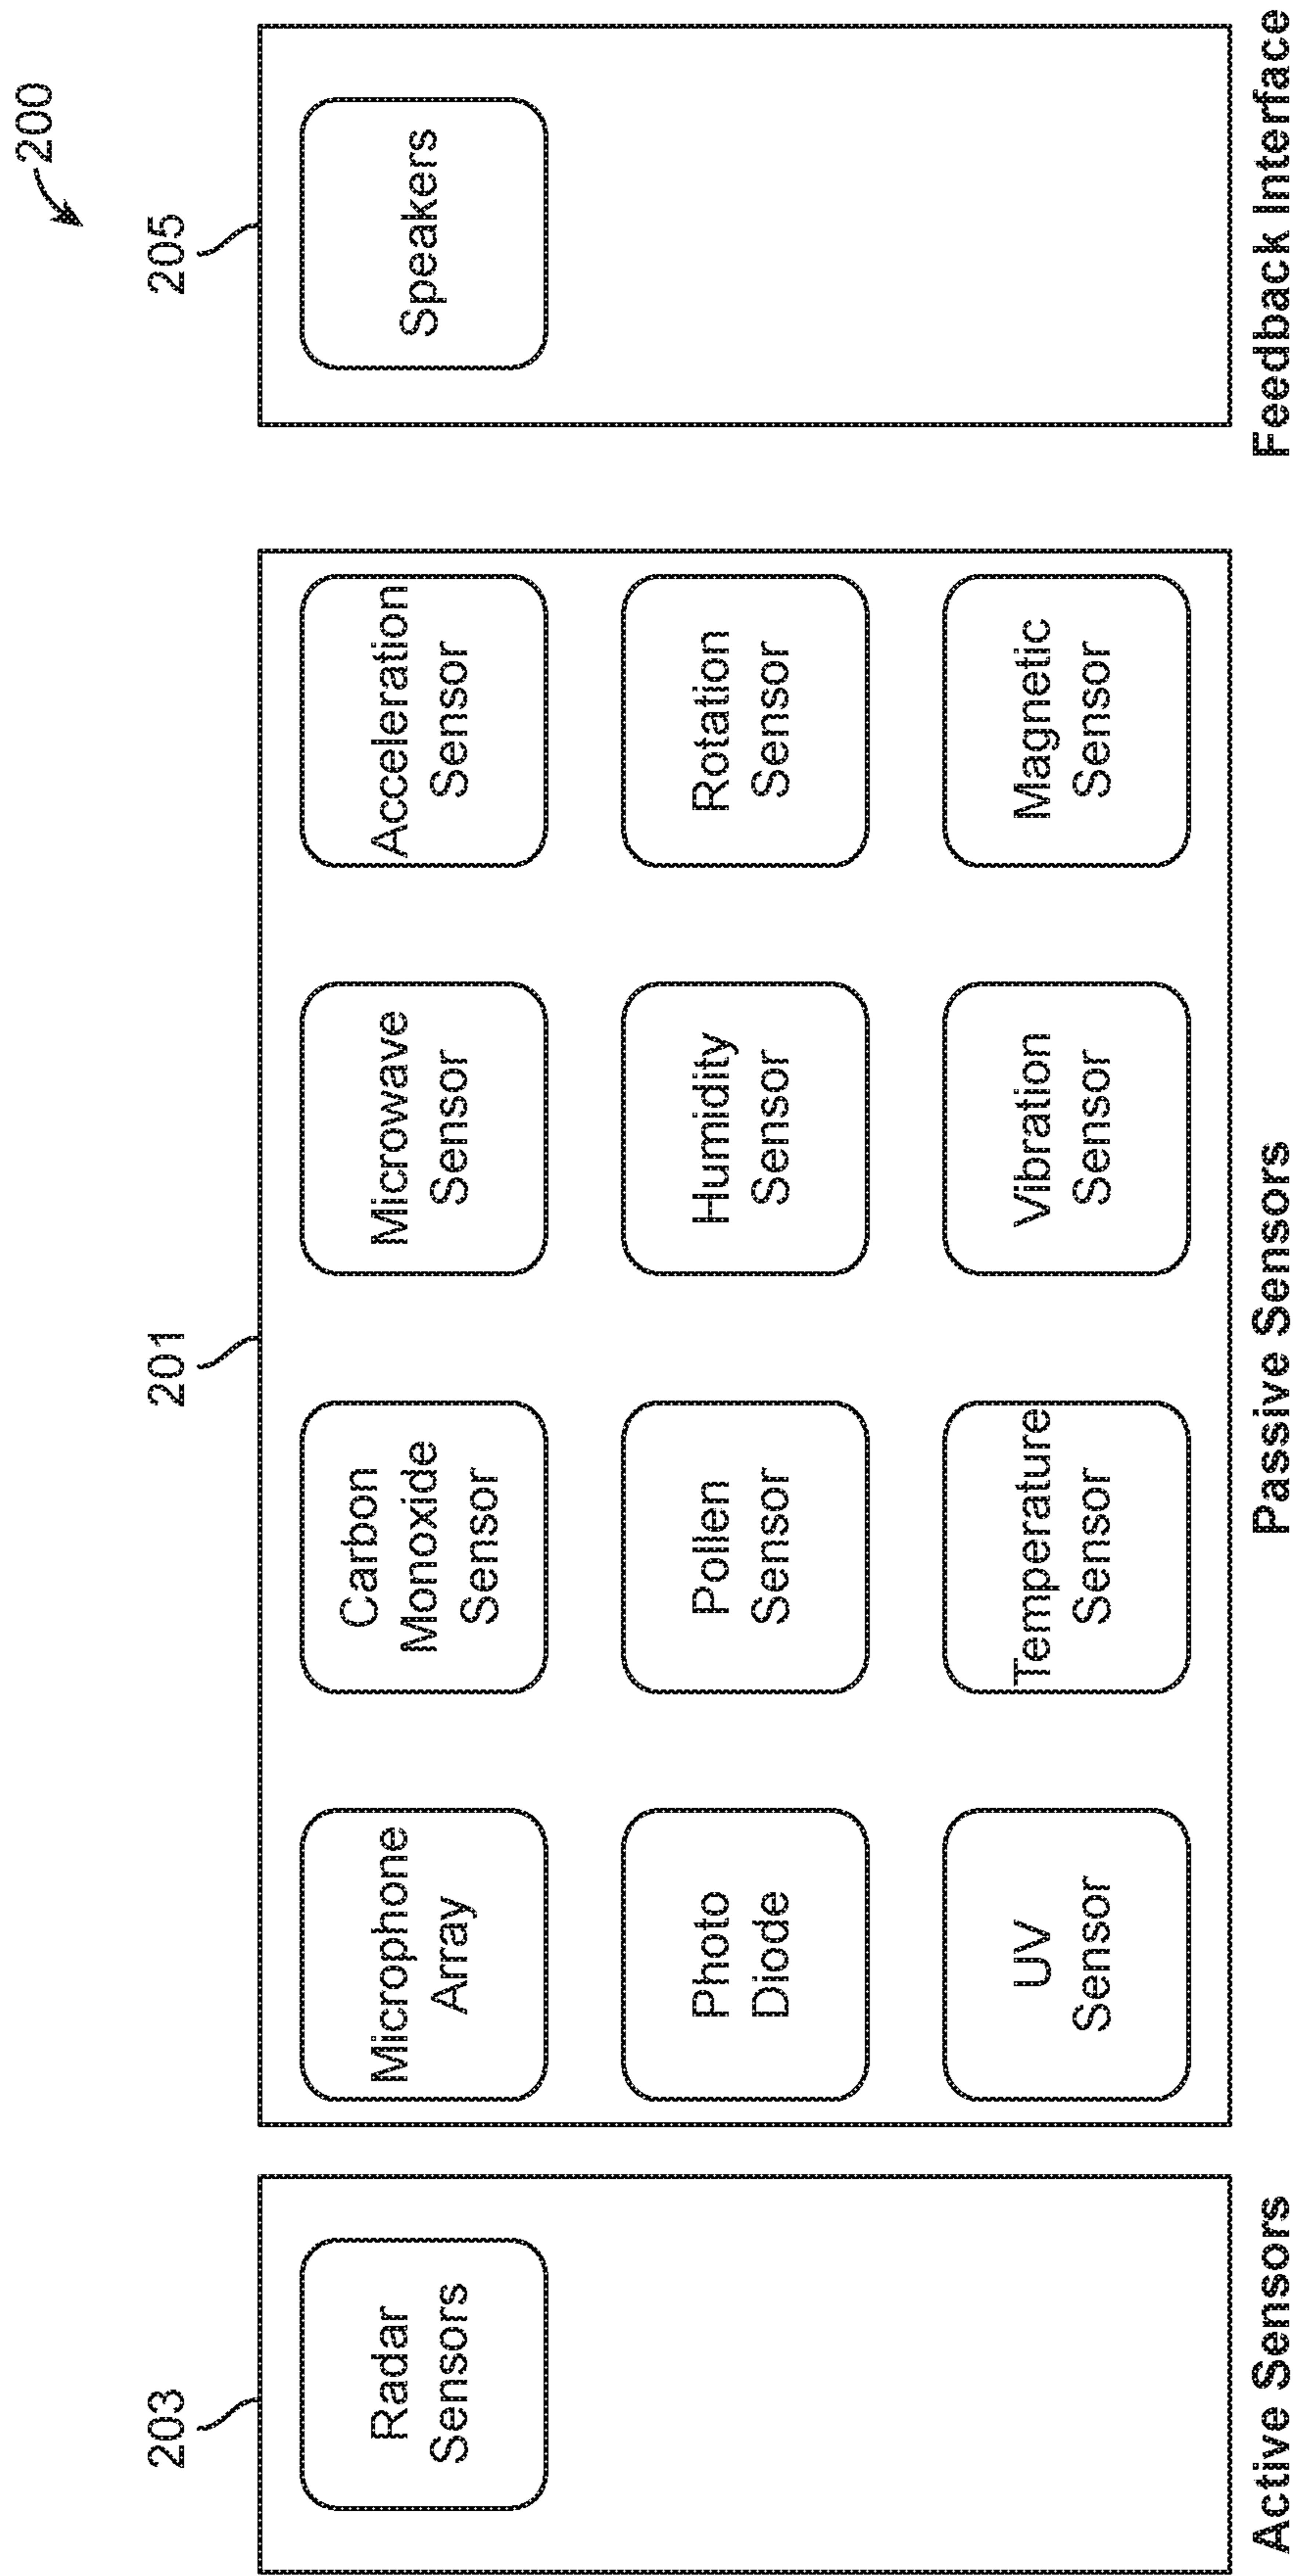 200
203
201
205
Radar
Sensors
Microphone
Array
Carbon
Monoxide
Sensor
Microwave
Sensor
Acceleration
Sensor
Photo
Diode
Pollen
Sensor
Humidity
Sensor
Rotation
Sensor
UV
Sensor
Temperature
Sensor
Vibration
Sensor
Magnetic
Sensor
Speakers
Active Sensors
Passive Sensors
Feedback Interface